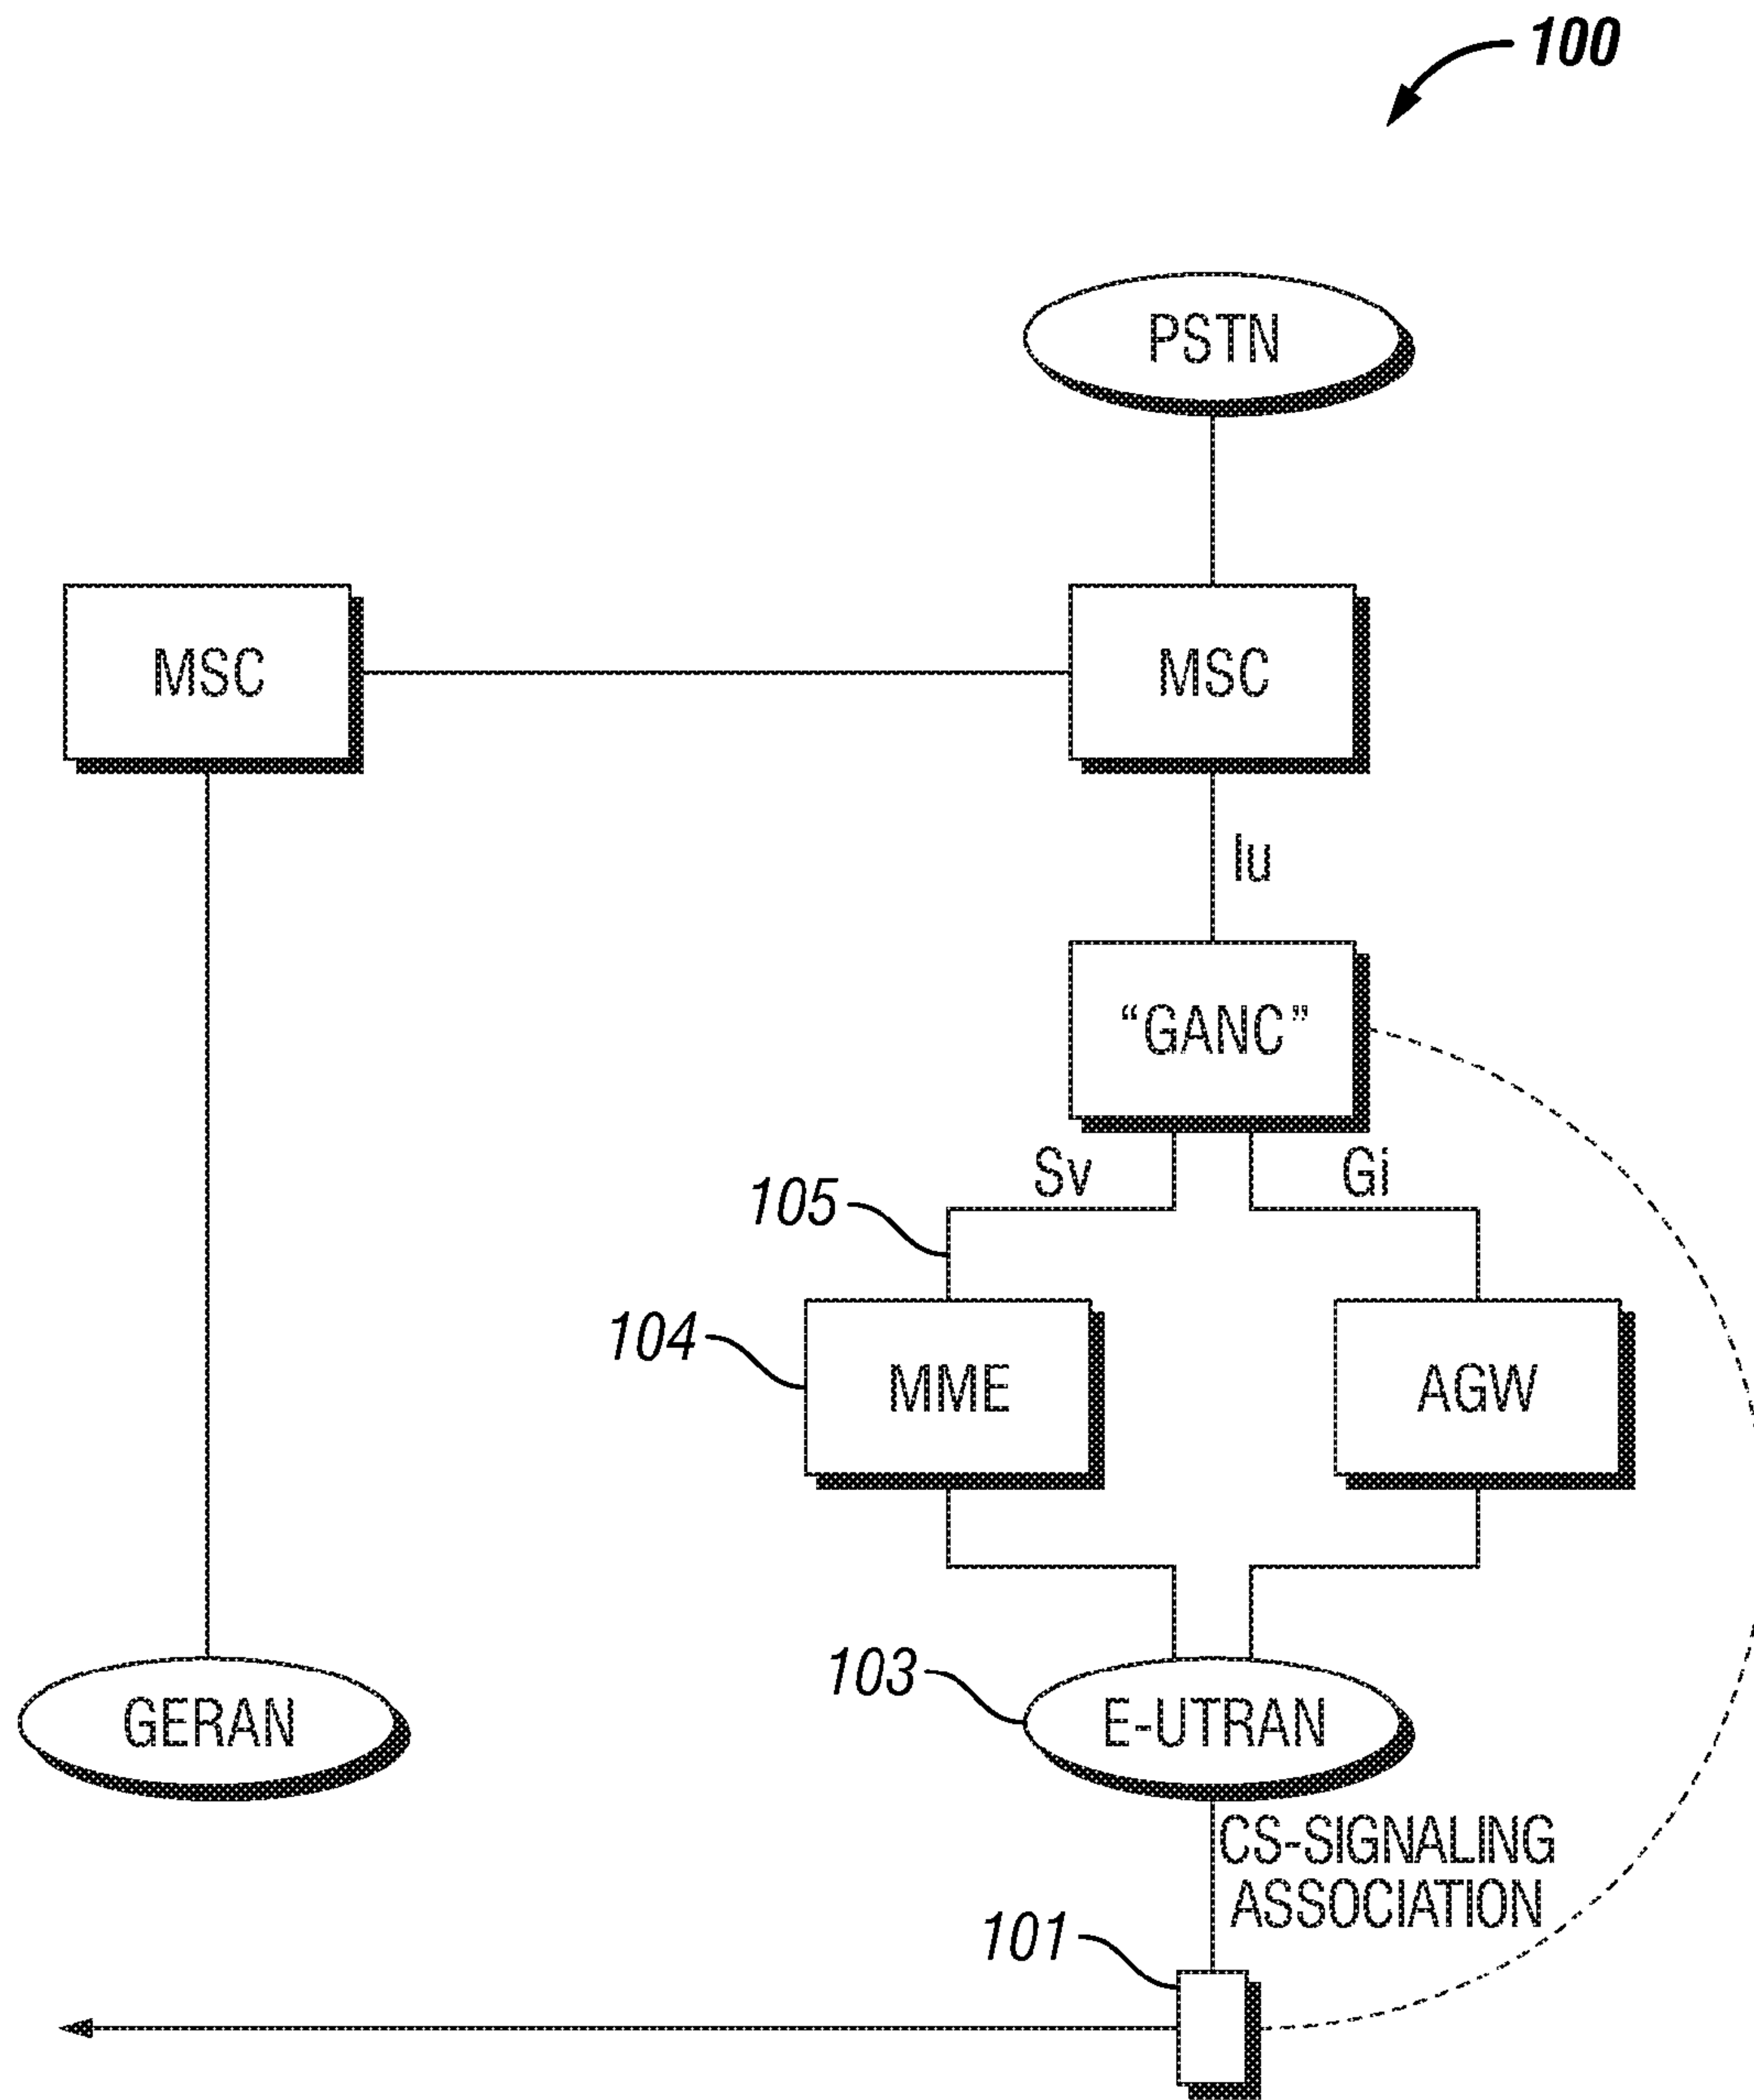 100
PSTN
MSC
MSC
Iu
"GANC"
Sv
Gi
105
104
MME
AGW
103
GERAN
E-UTRAN
CS-SIGNALING
ASSOCIATION
101